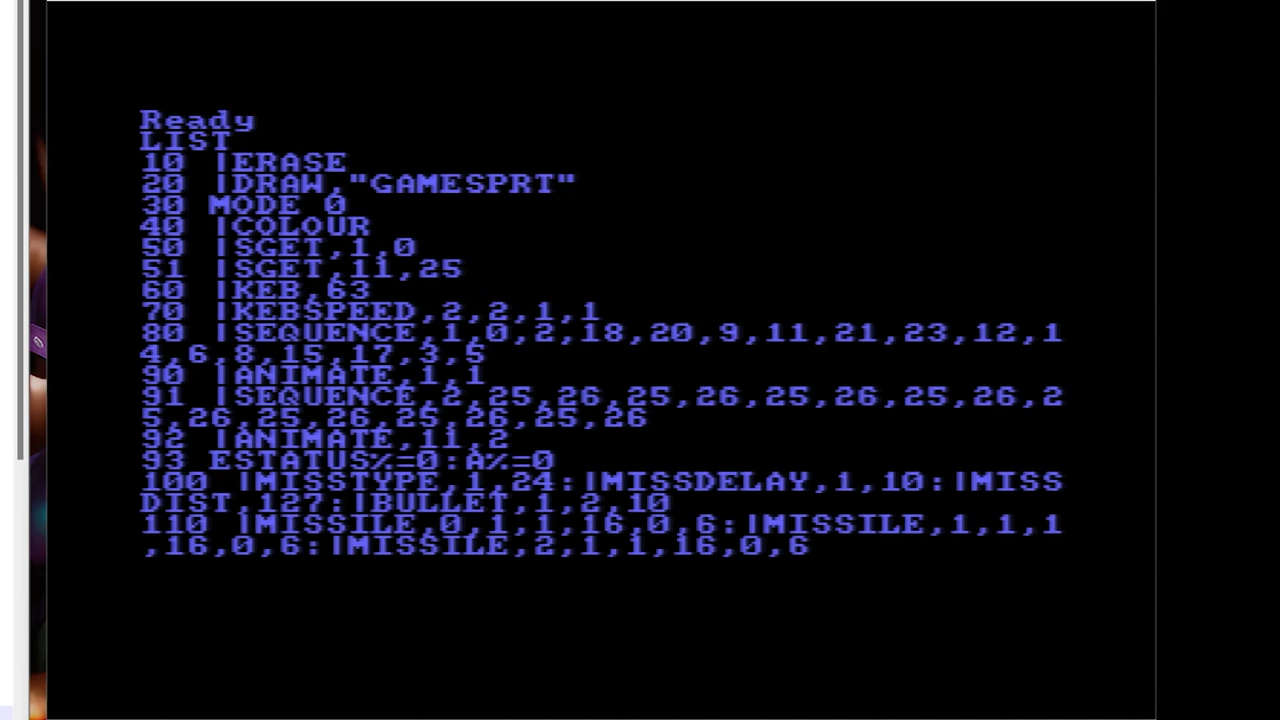 Ready
LIST
10 |ERASE
20 |DRAW,"GAMESPRT"
30 MODE 0
40 |COLOUR
50 |SGET,1,0
51 |SGET,11,25
60 |KEB,63
70 |KEBSPEED,2,2,1,1
80 |SEQUENCE,1,0,2,18,20,9,11,21,23,12,1
4,6,8,15,17,3,5
90 |ANIMATE,1,1
91 |SEQUENCE,2,25,26,25,26,25,26,25,26,2
5,26,25,26,25,26,25,26
92 |ANIMATE,11,2
93 ESTATUS%=0:A%=0
100 |MISSTYPE,1,24:|MISSDELAY,1,10:|MISS
DIST,127:|BULLET,1,2,10
110 |MISSILE,0,1,1,16,0,6:|MISSILE,1,1,1
,16,0,6:|MISSILE,2,1,1,16,0,6